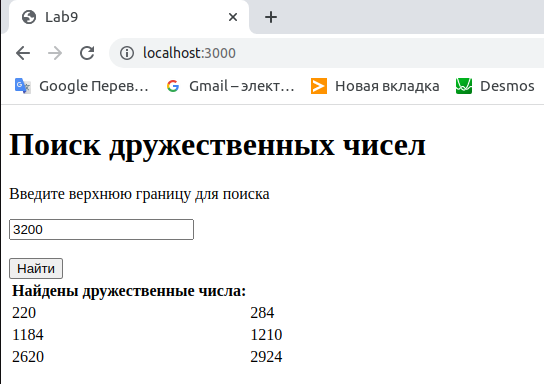 Lab9
localhost:3000
Google Перев… Gmail – элект… Новая вкладка Desmos
Поиск дружественных чисел
Введите верхнюю границу для поиска
3200
Найти
Найдены дружественные числа:
220 284
1184 1210
2620 2924